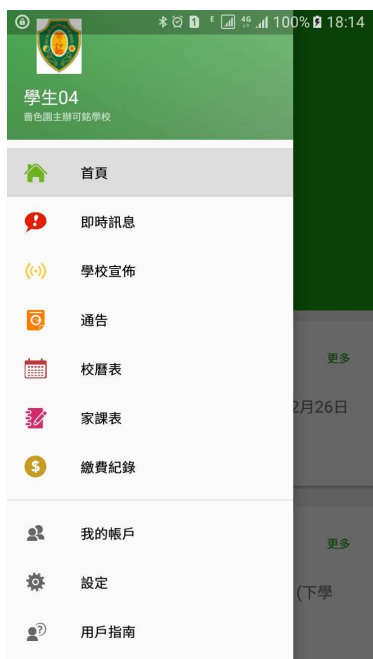 100% 18:14
學生04
嗇色園主辦可銘學校
首頁
即時訊息
學校宣佈
通告
更多
校曆表
2月26日
家課表
繳費紀錄
我的帳戶
更多
設定
(下學
用戶指南